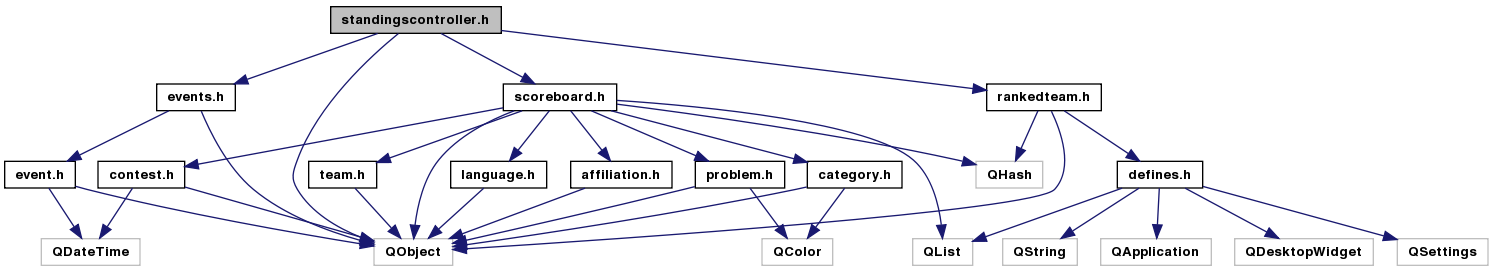 standingscontroller.h
events.h
scoreboard.h
rankedteam.h
event.h
contest.h
team.h
language.h
affiliation.h
problem.h
category.h
QHash
defines.h
QDateTime
QObject
QColor
QList
QString
QApplication
QDesktopWidget
QSettings